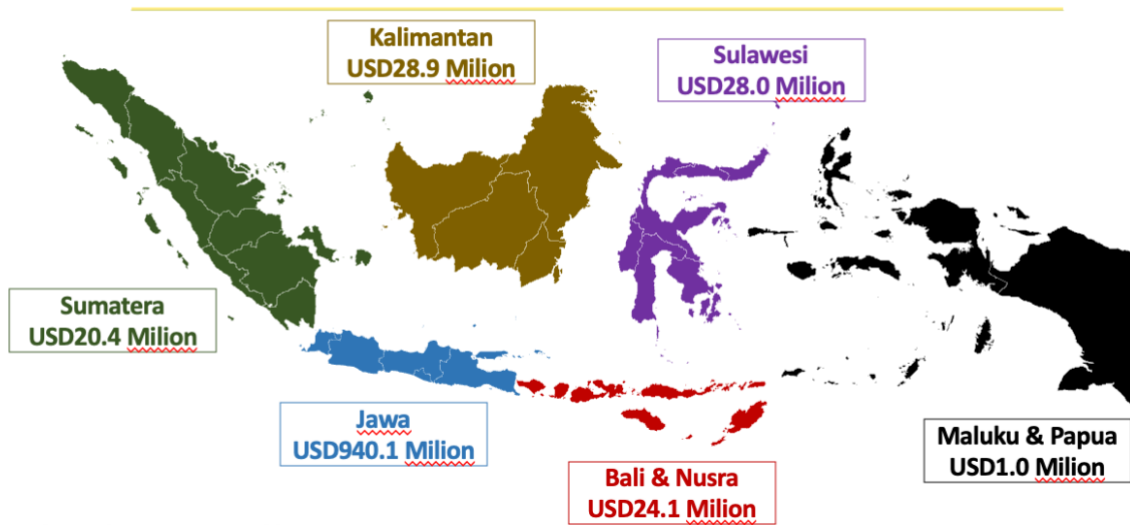 Kalimantan
USD28.9 Milion
Sulawesi
USD28.0 Milion
Sumatera
USD20.4 Milion
Jawa
USD940.1 Milion
Bali & Nusra
USD24.1 Milion
Maluku & Papua
USD1.0 Milion